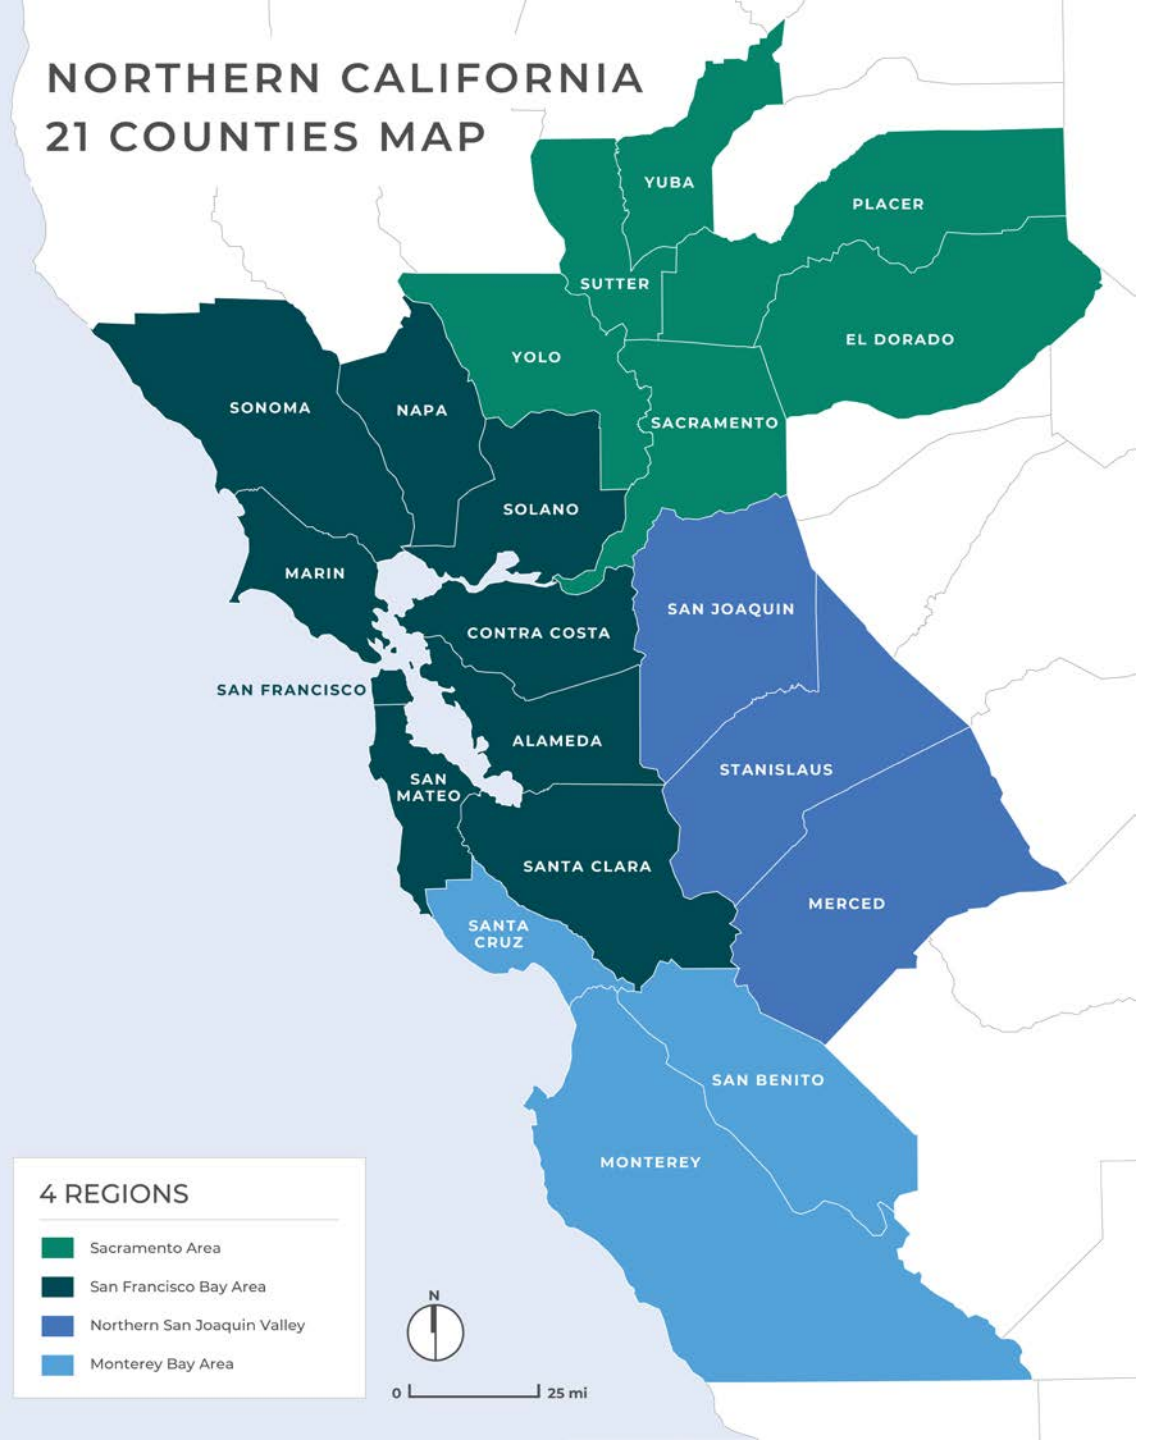 NORTHERN CALIFORNIA
21 COUNTIES MAP
YUBA
PLACER
SUTTER
EL DORADO
YOLO
SONOMA
NAPA
SACRAMENTO
SOLANO
MARIN
SAN JOAQUIN
CONTRA COSTA
SAN FRANCISCO
ALAMEDA
STANISLAUS
SAN
MATEO
SANTA CLARA
MERCED
SANTA
CRUZ
SAN BENITO
MONTEREY
4 REGIONS
Sacramento Area
San Francisco Bay Area
Northern San Joaquin Valley
Monterey Bay Area
N
0 25 mi